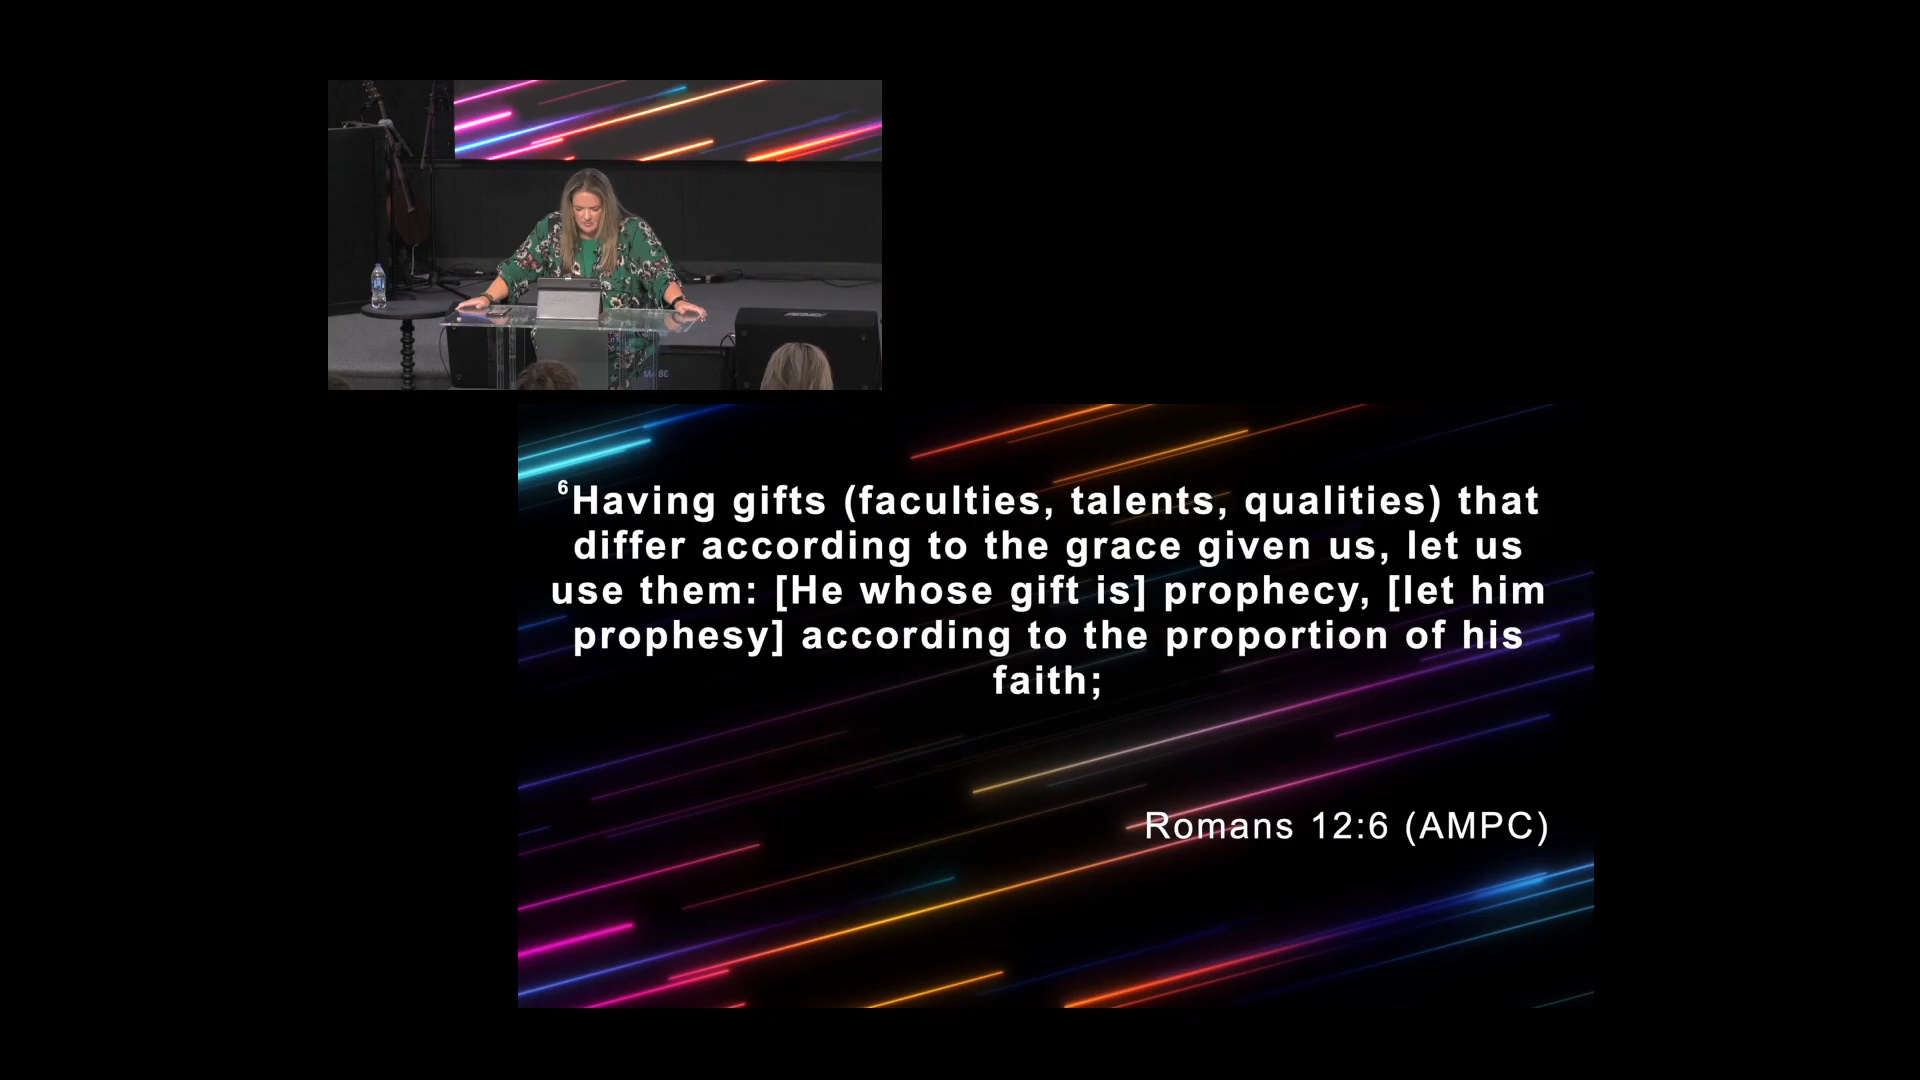 ⁶Having gifts (faculties, talents, qualities) that
differ according to the grace given us, let us
use them: [He whose gift is] prophecy, [let him
prophesy] according to the proportion of his
faith;
Romans 12:6 (AMPC)